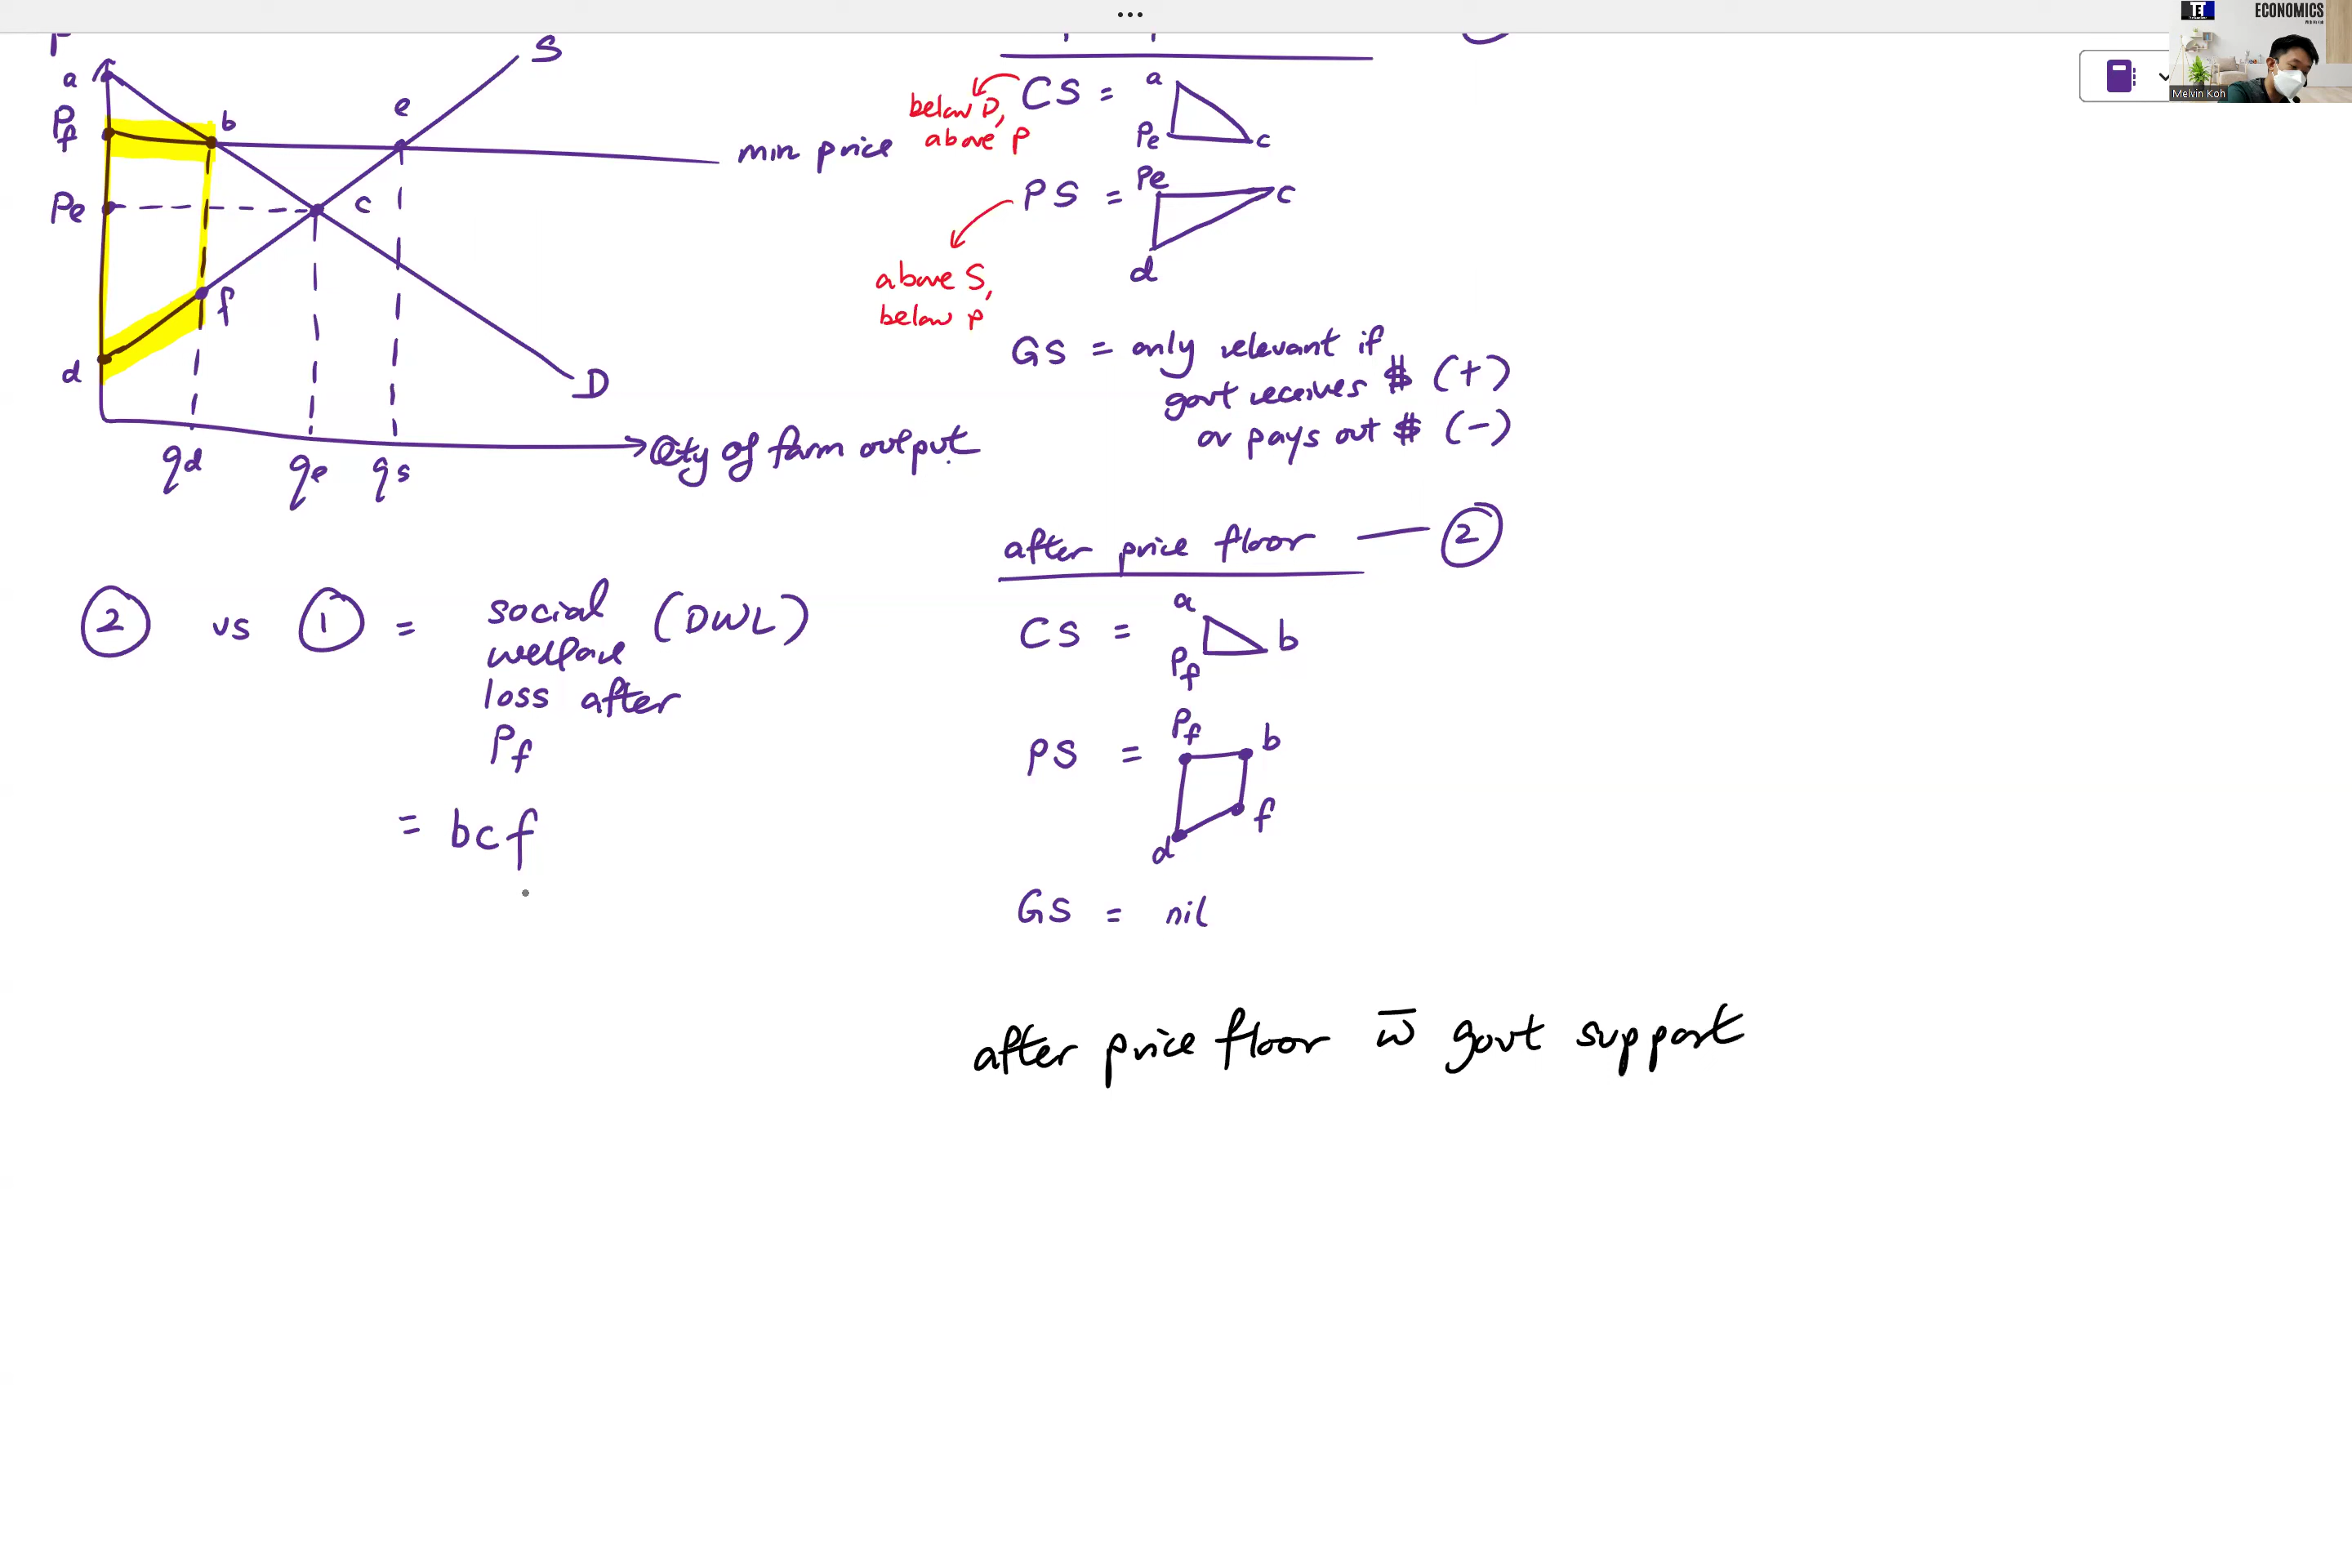 ECONOMICS
Melvin Koh
S
a
Pf
b
e
min price
Pe
c
f
d
D
qd
qe
qs
Qty of farm output
below D,
above P
CS =
a
Pe
c
PS =
Pe
c
d
above S,
below P
GS = only relevant if
govt receives $ (+)
or pays out $ (-)
after price floor — 2
2 vs 1 = social (DWL)
welfare
loss after
Pf
= bcf
CS =
a
Pf
b
PS =
Pf
b
f
d
GS = nil
after price floor w̅ govt support